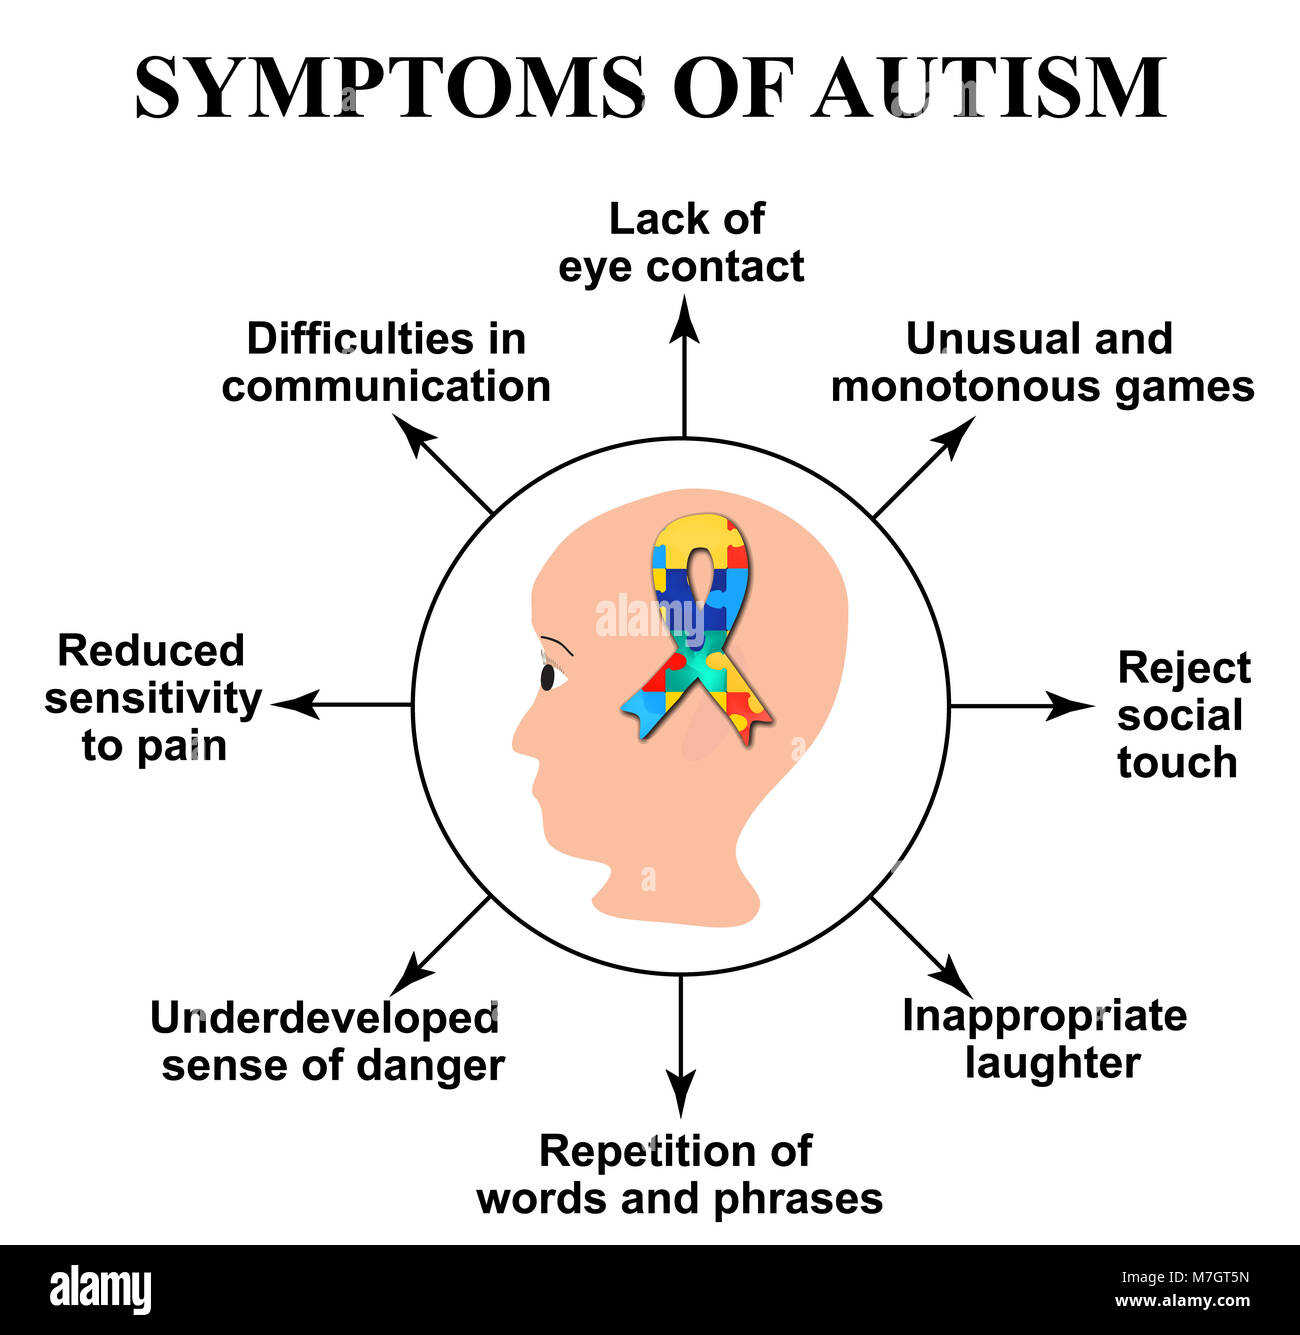 SYMPTOMS OF AUTISM
Lack of
eye contact
Difficulties in
communication
Unusual and
monotonous games
Reduced
sensitivity
to pain
Reject
social
touch
Underdeveloped
sense of danger
Inappropriate
laughter
Repetition of
words and phrases
alamy
a
a
a
a
a
a
alamy
Image ID: M7GT5N
www.alamy.com